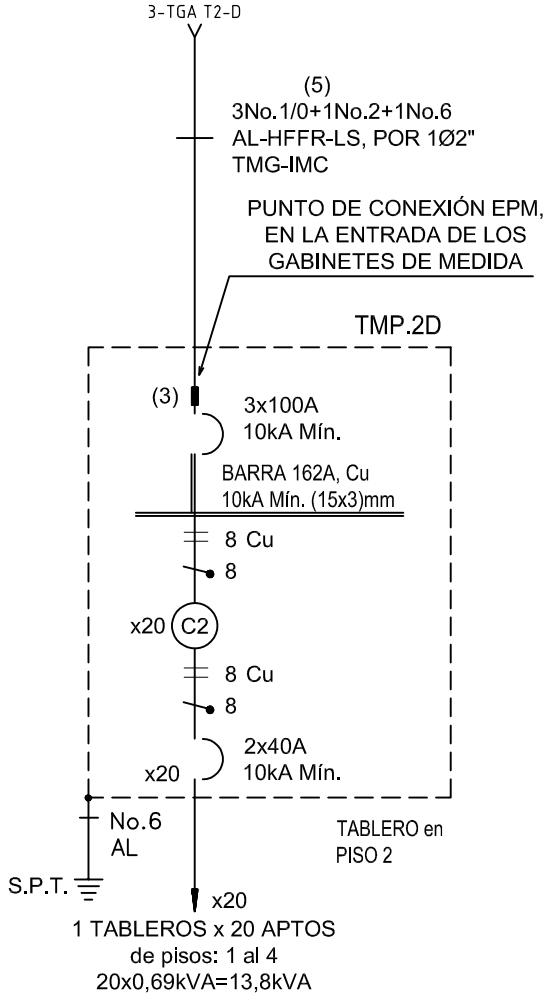 3-TGA T2-D
(5)
3No.1/0+1No.2+1No.6
AL-HFFR-LS, POR 1Ø2"
TMG-IMC
PUNTO DE CONEXIÓN EPM,
EN LA ENTRADA DE LOS
GABINETES DE MEDIDA
TMP.2D
(3)
3x100A
10kA Mín.
BARRA 162A, Cu
10kA Mín. (15x3)mm
8 Cu
8
x20
C2
8 Cu
8
2x40A
x20
10kA Mín.
No.6
AL
TABLERO en
PISO 2
S.P.T.
x20
1 TABLEROS x 20 APTOS
de pisos: 1 al 4
20x0,69kVA=13,8kVA